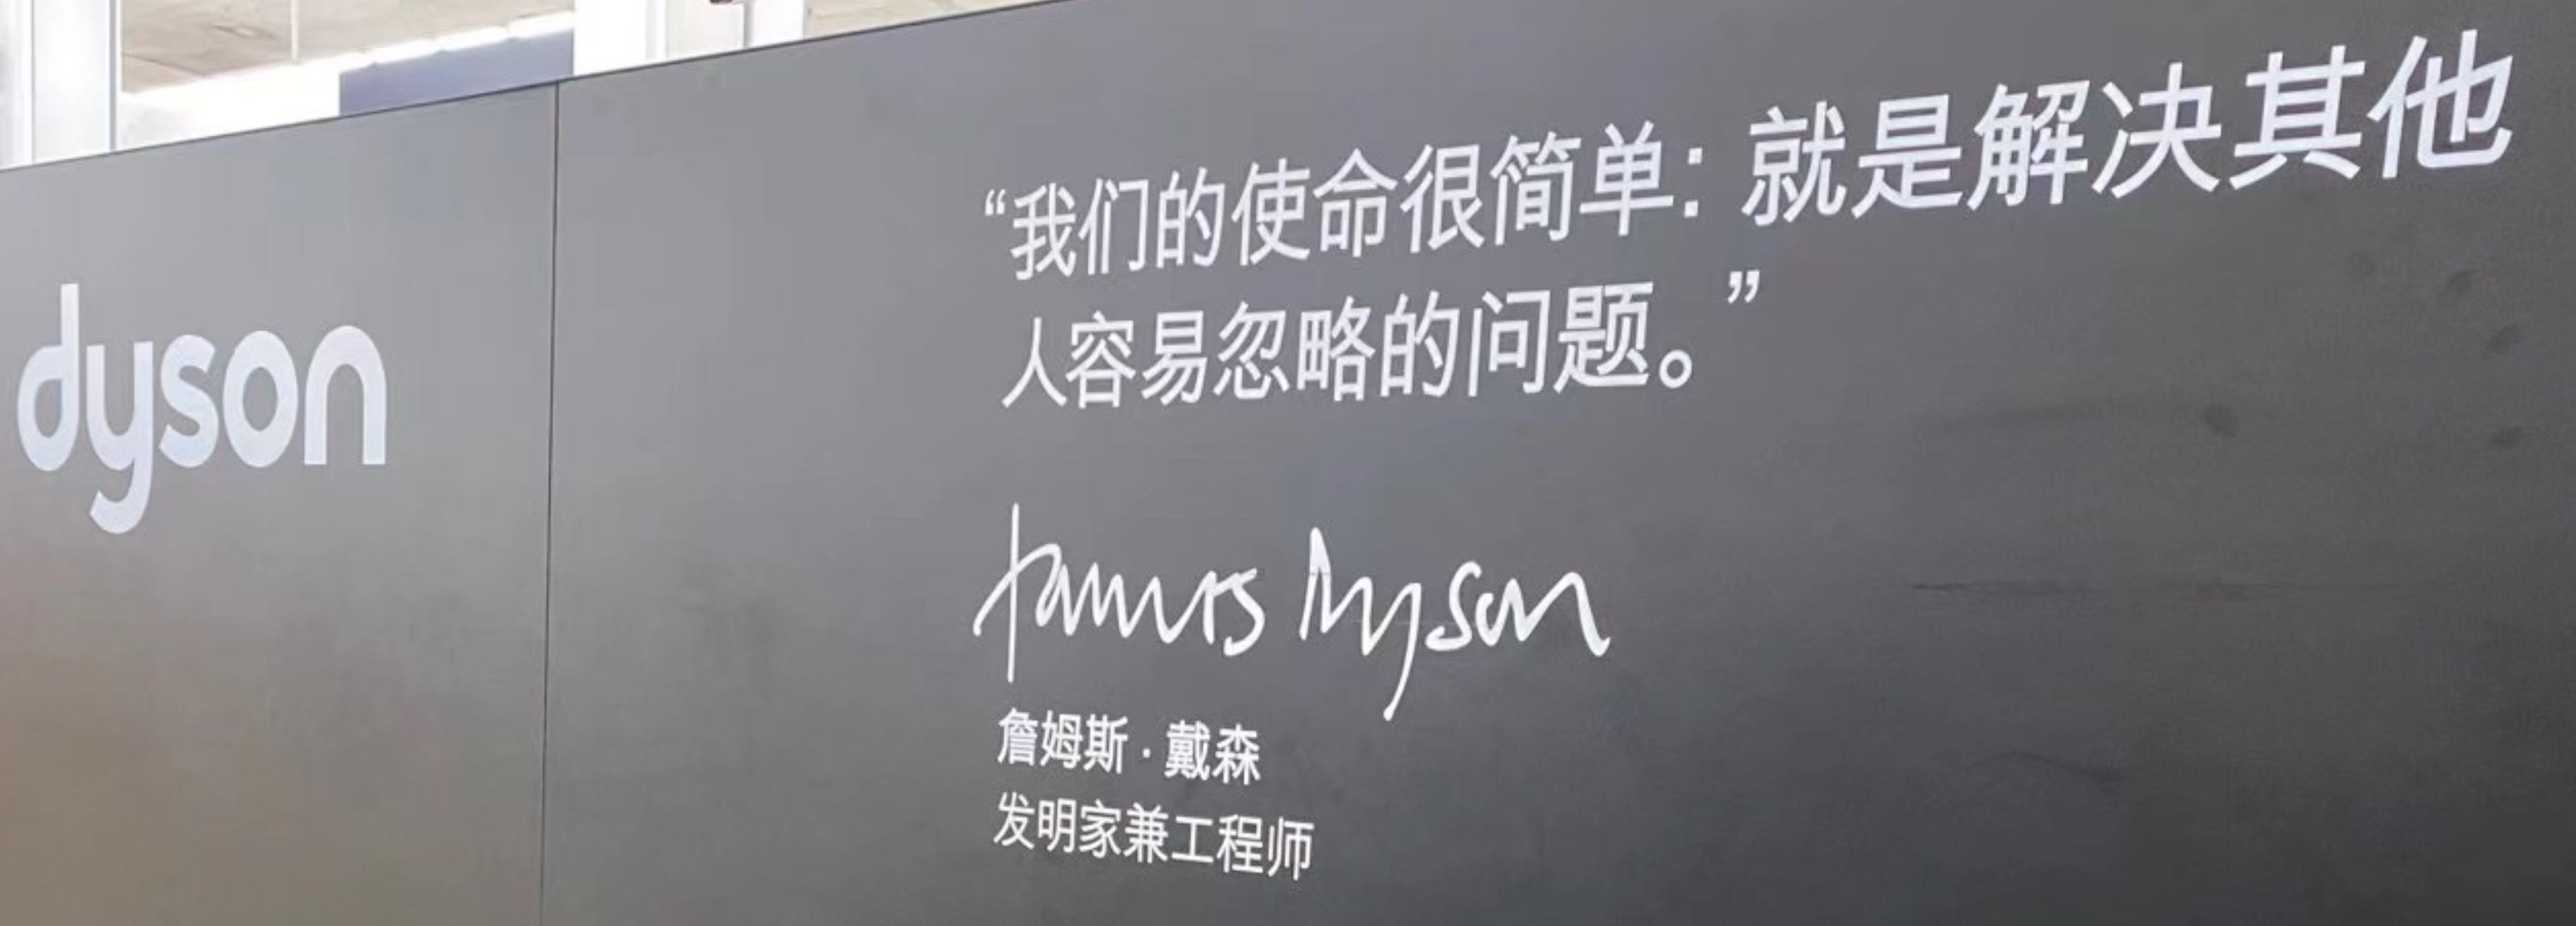 dyson
“我们的使命很简单：就是解决其他
人容易忽略的问题。”
James Dyson
詹姆斯·戴森
发明家兼工程师